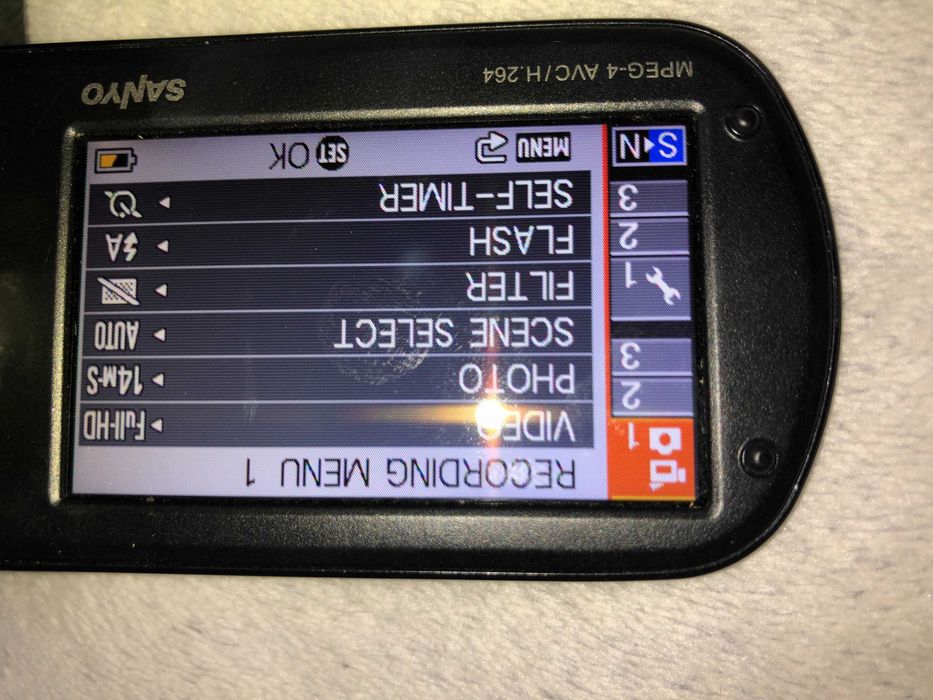 RECORDING MENU 1
VIDEO Full-HD
PHOTO 14M-S
SCENE SELECT AUTO
FILTER
FLASH A
SELF-TIMER
MENU SET OK
1
2
3
1
2
3
S N
MPEG-4 AVC/H.264
SANYO